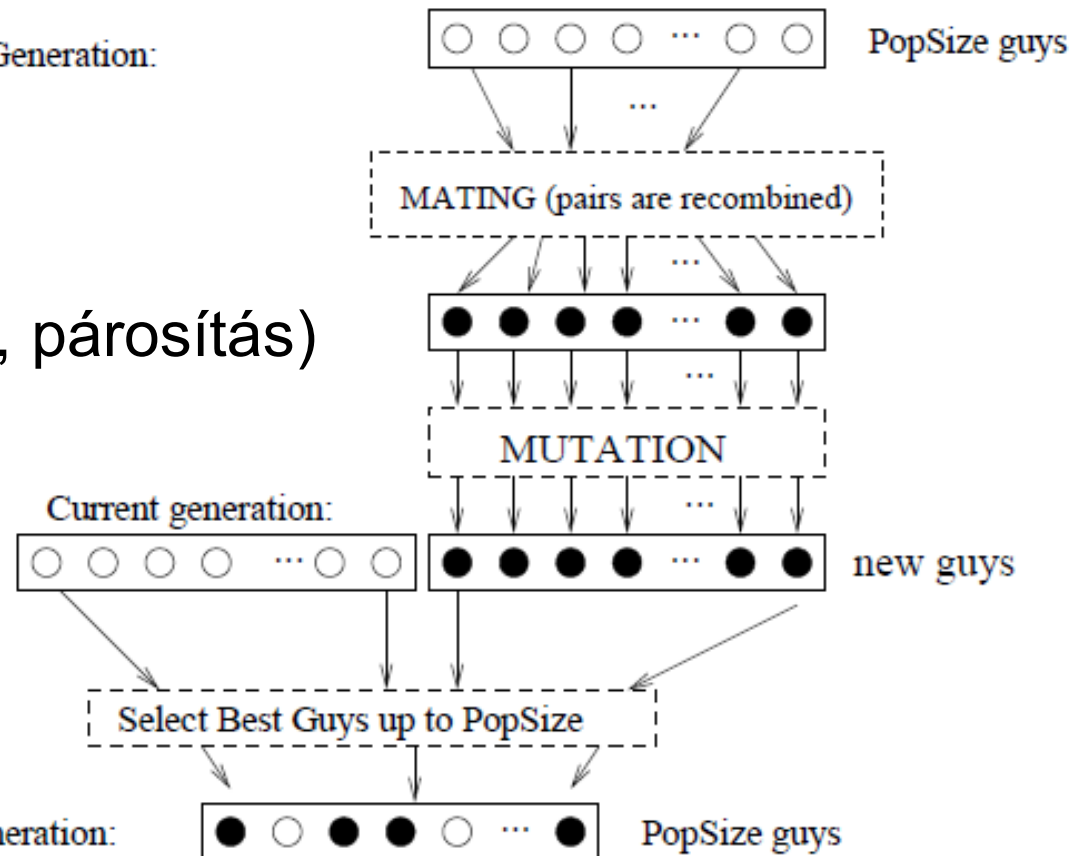 Generation:
PopSize guys
...
...
MATING (pairs are recombined)
...
...
, párosítás)
...
MUTATION
...
Current generation:
...
...
new guys
Select Best Guys up to PopSize
neration:
...
PopSize guys